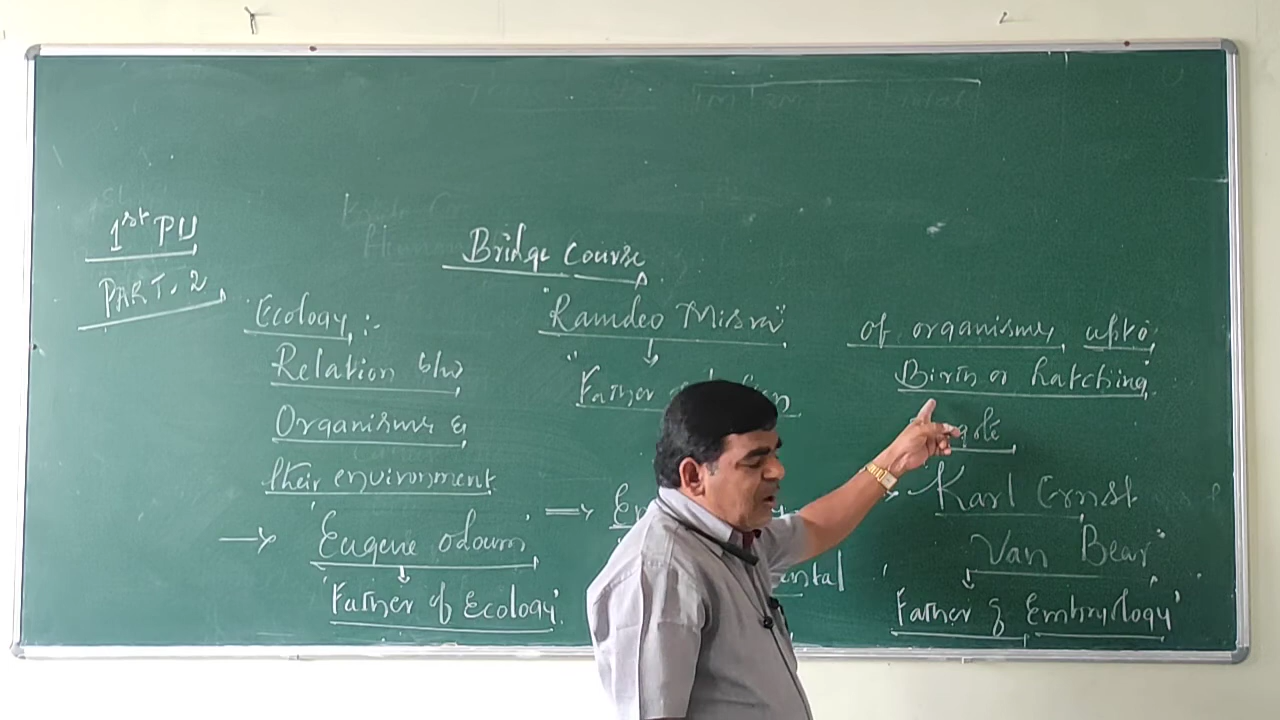 1st PU
PART. 2
Bridge Course
Ecology :-
Relation b/w
Organisms &
their environment
→ "Eugene Odum"
↓
"Father of Ecology"
"Ramdeo Misra"
↓
"Father
⇒
of organisms upto
Birth or hatching
Karl Ernst
Van Bear"
↓
"Father of Embryology"